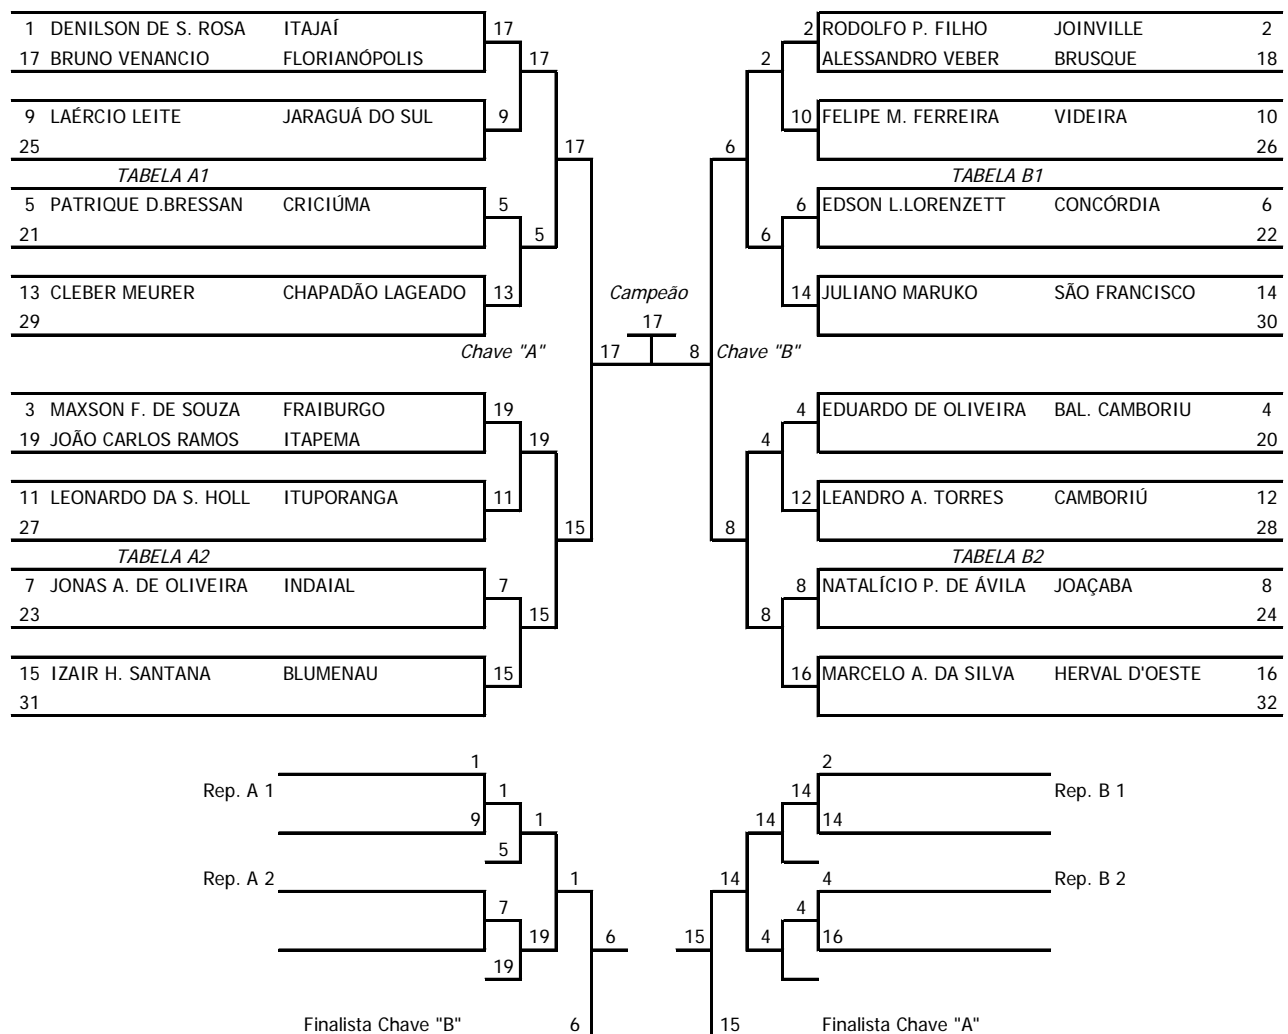 1 DENILSON DE S. ROSA ITAJAÍ 17 2 RODOLFO P. FILHO JOINVILLE 2
17 BRUNO VENANCIO FLORIANÓPOLIS 17 2 ALESSANDRO VEBER BRUSQUE 18
9 LAÉRCIO LEITE JARAGUÁ DO SUL 9 10 FELIPE M. FERREIRA VIDEIRA 10
25 17 6 26
TABELA A1 TABELA B1
5 PATRIQUE D.BRESSAN CRICIÚMA 5 6 EDSON L.LORENZETT CONCÓRDIA 6
21 5 6 22
13 CLEBER MEURER CHAPADÃO LAGEADO 13 Campeão 14 JULIANO MARUKO SÃO FRANCISCO 14
29 17 30
Chave "A" 17 8 Chave "B"
3 MAXSON F. DE SOUZA FRAIBURGO 19 4 EDUARDO DE OLIVEIRA BAL. CAMBORIU 4
19 JOÃO CARLOS RAMOS ITAPEMA 19 4 20
11 LEONARDO DA S. HOLL ITUPORANGA 11 12 LEANDRO A. TORRES CAMBORIÚ 12
27 15 8 28
TABELA A2 TABELA B2
7 JONAS A. DE OLIVEIRA INDAIAL 7 8 NATALÍCIO P. DE ÁVILA JOAÇABA 8
23 15 8 24
15 IZAIR H. SANTANA BLUMENAU 15 16 MARCELO A. DA SILVA HERVAL D'OESTE 16
31 32
1 2
Rep. A 1 1 14 Rep. B 1
9 1 14 14
5
Rep. A 2 1 14 4 Rep. B 2
7 4
19 6 15 4 16
19
Finalista Chave "B" 6 15 Finalista Chave "A"